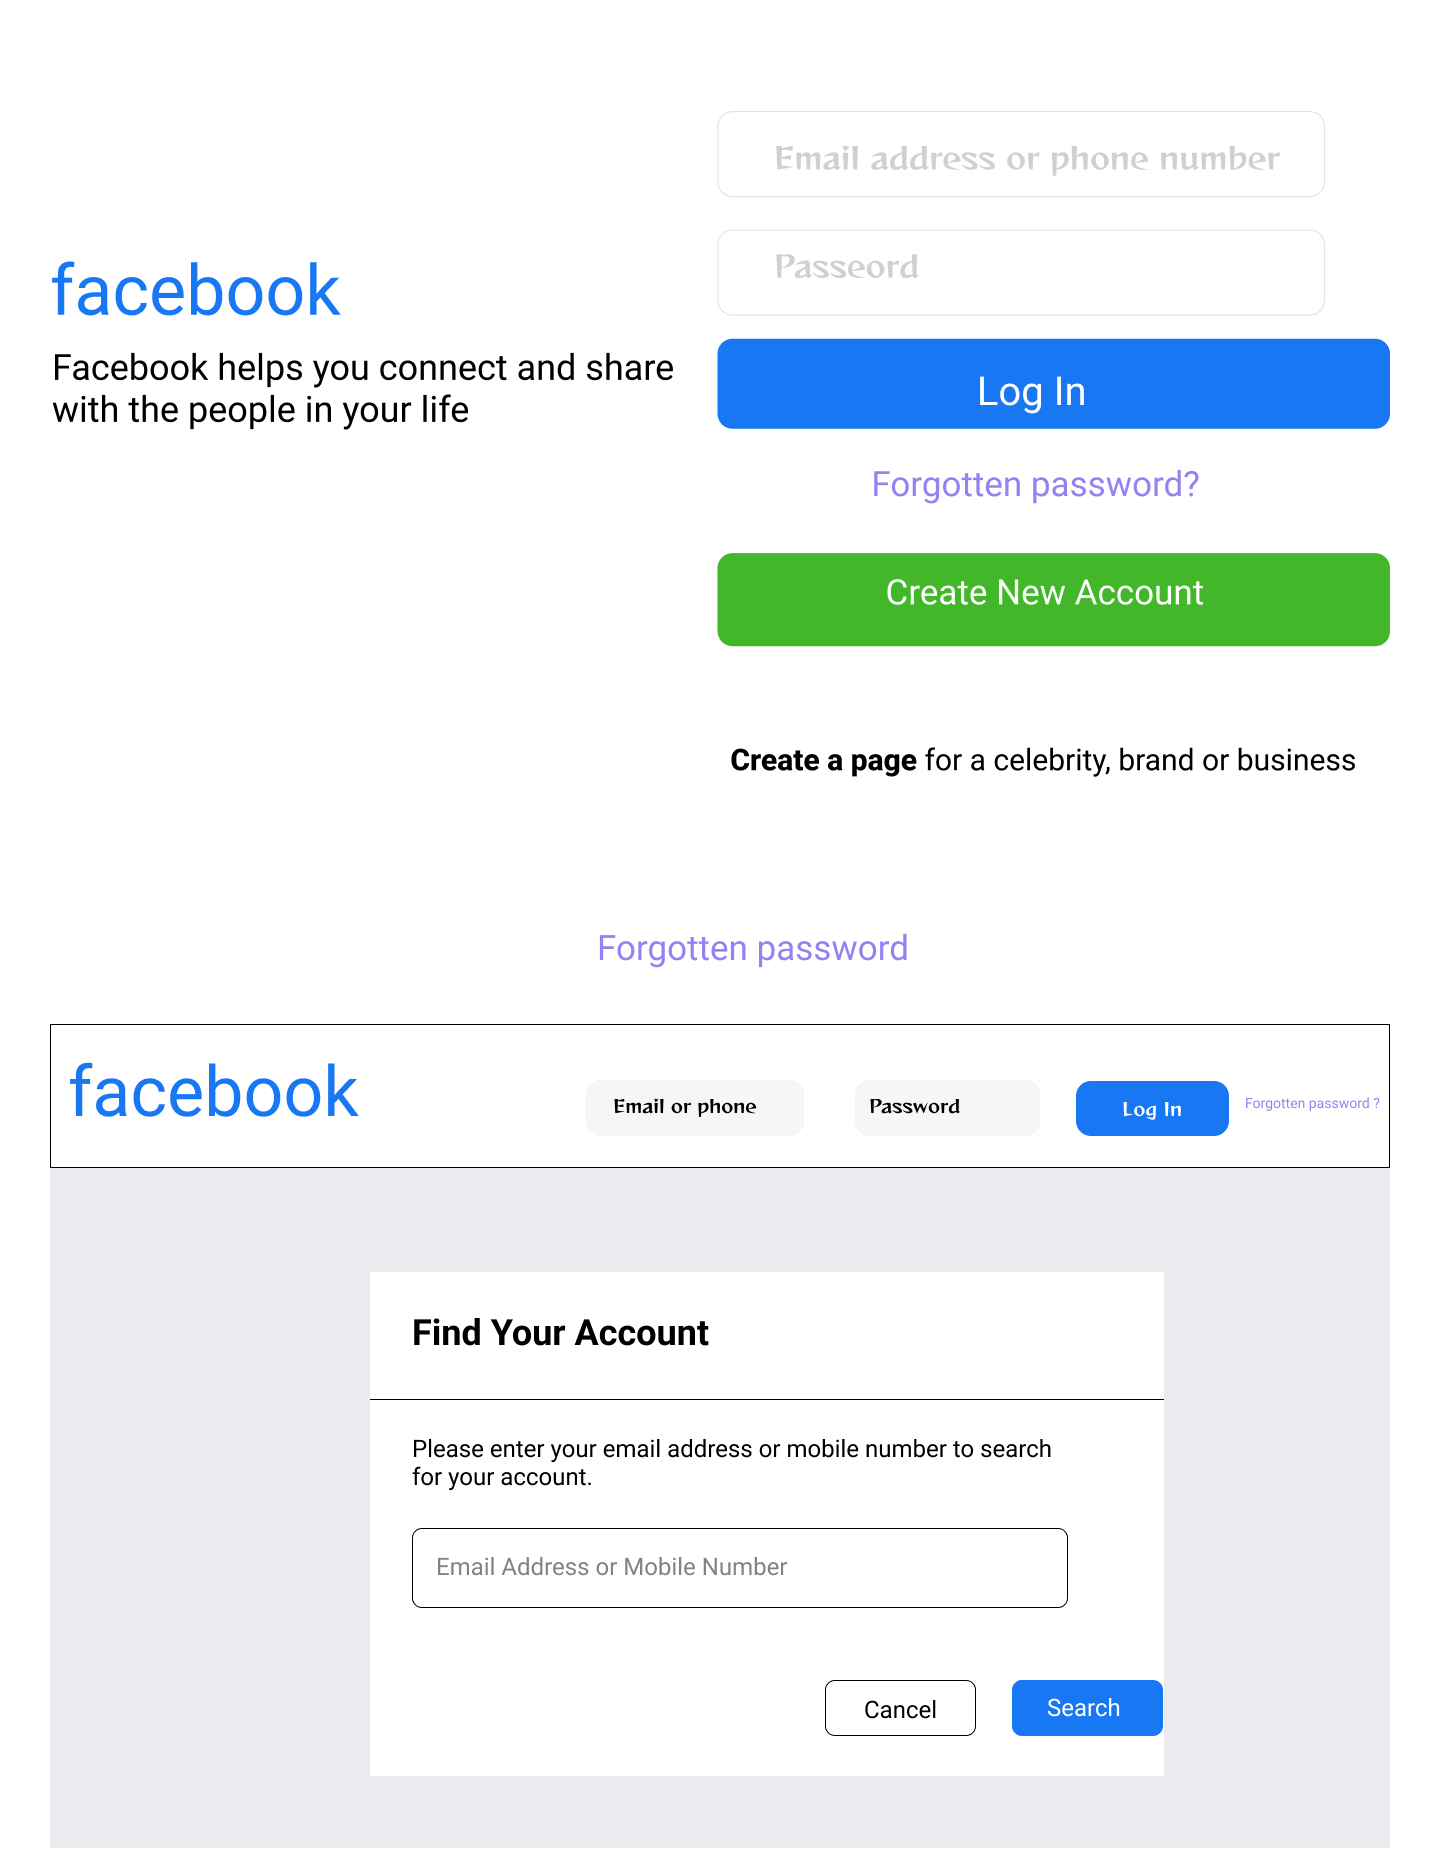 facebook
Facebook helps you connect and share
with the people in your life
Email address or phone number
Passeord
Log In
Forgotten password?
Create New Account
Create a page for a celebrity, brand or business
Forgotten password
facebook
Email or phone
Password
Log In
Forgotten password ?
Find Your Account
Please enter your email address or mobile number to search
for your account.
Email Address or Mobile Number
Cancel
Search